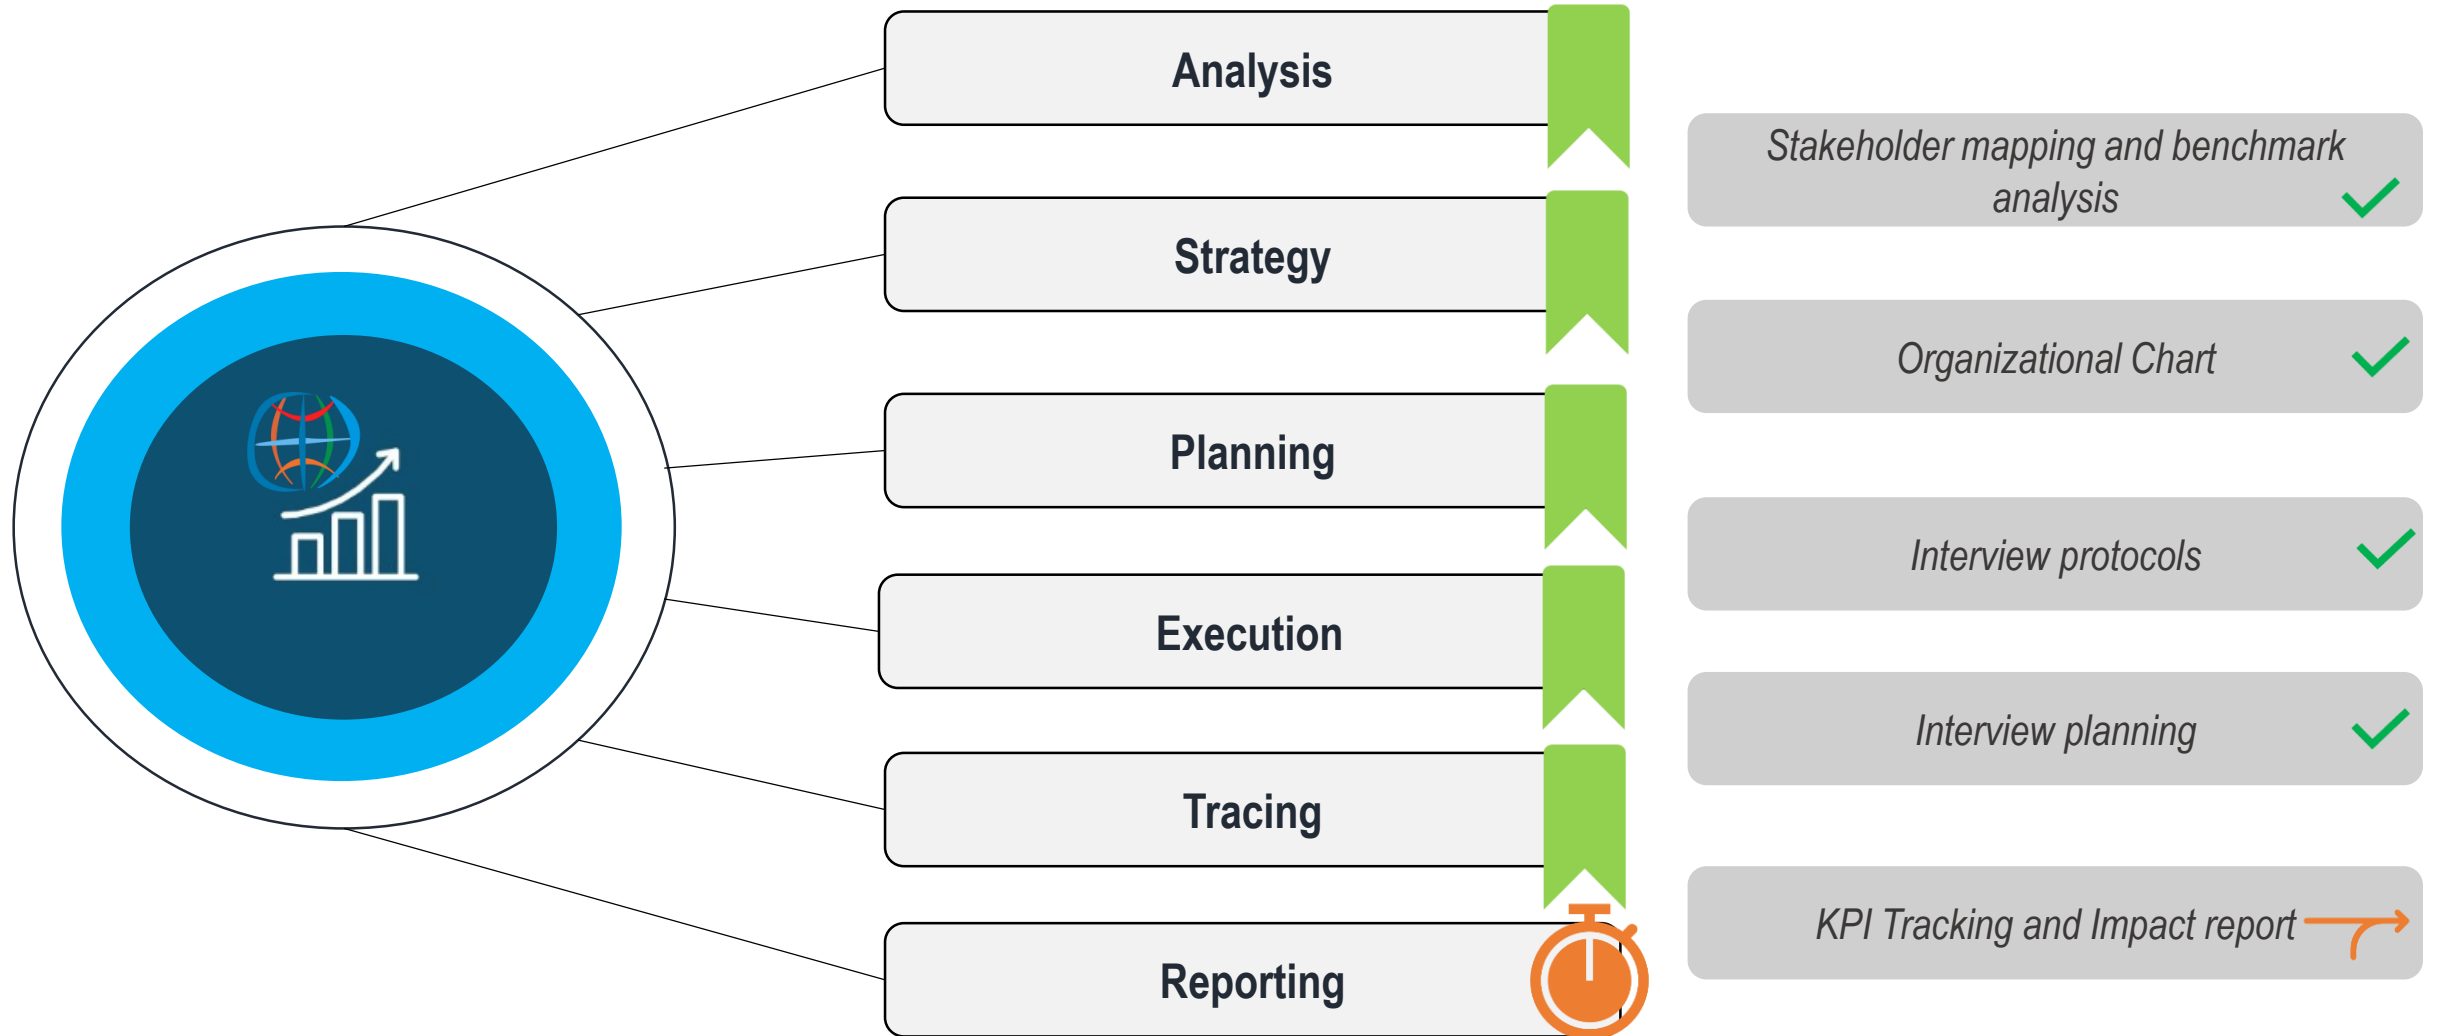 Analysis
Stakeholder mapping and benchmark
analysis
Strategy
Organizational Chart
Planning
Interview protocols
Execution
Interview planning
Tracing
KPI Tracking and Impact report
Reporting